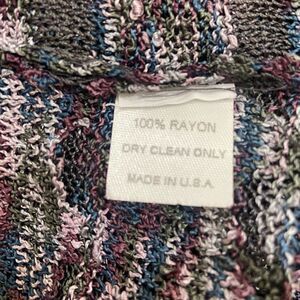 100% RAYON
DRY CLEAN ONLY
MADE IN U.S.A.